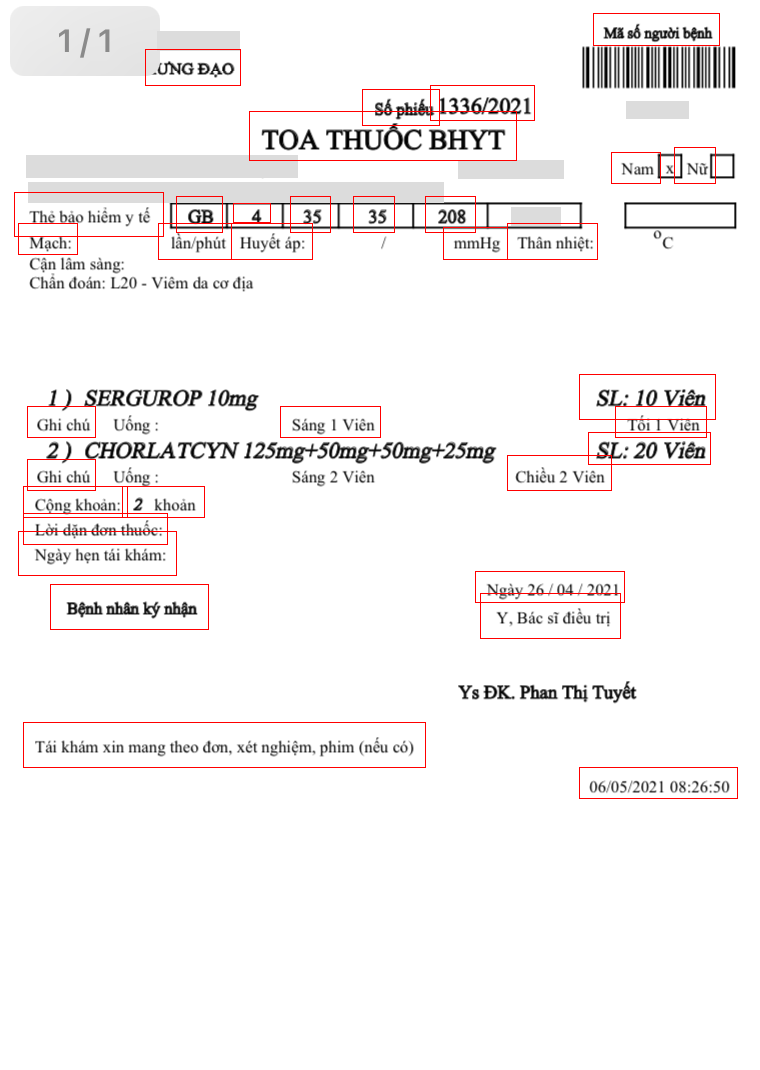 1/1
Mã số người bệnh
ƯNG ĐẠO
Số phiếu 1336/2021
TOA THUỐC BHYT
Nam x Nữ
Thẻ bảo hiểm y tế GB 4 35 35 208
Mạch: lần/phút Huyết áp: / mmHg Thân nhiệt: °C
Cận lâm sàng:
Chẩn đoán: L20 - Viêm da cơ địa
1 ) SERGUROP 10mg SL: 10 Viên
Ghi chú Uống : Sáng 1 Viên Tối 1 Viên
2 ) CHORLATCYN 125mg+50mg+50mg+25mg SL: 20 Viên
Ghi chú Uống : Sáng 2 Viên Chiều 2 Viên
Cộng khoản: 2 khoản
Lời dặn đơn thuốc:
Ngày hẹn tái khám:
Ngày 26 / 04 / 2021
Bệnh nhân ký nhận Y, Bác sĩ điều trị
Ys ĐK. Phan Thị Tuyết
Tái khám xin mang theo đơn, xét nghiệm, phim (nếu có)
06/05/2021 08:26:50